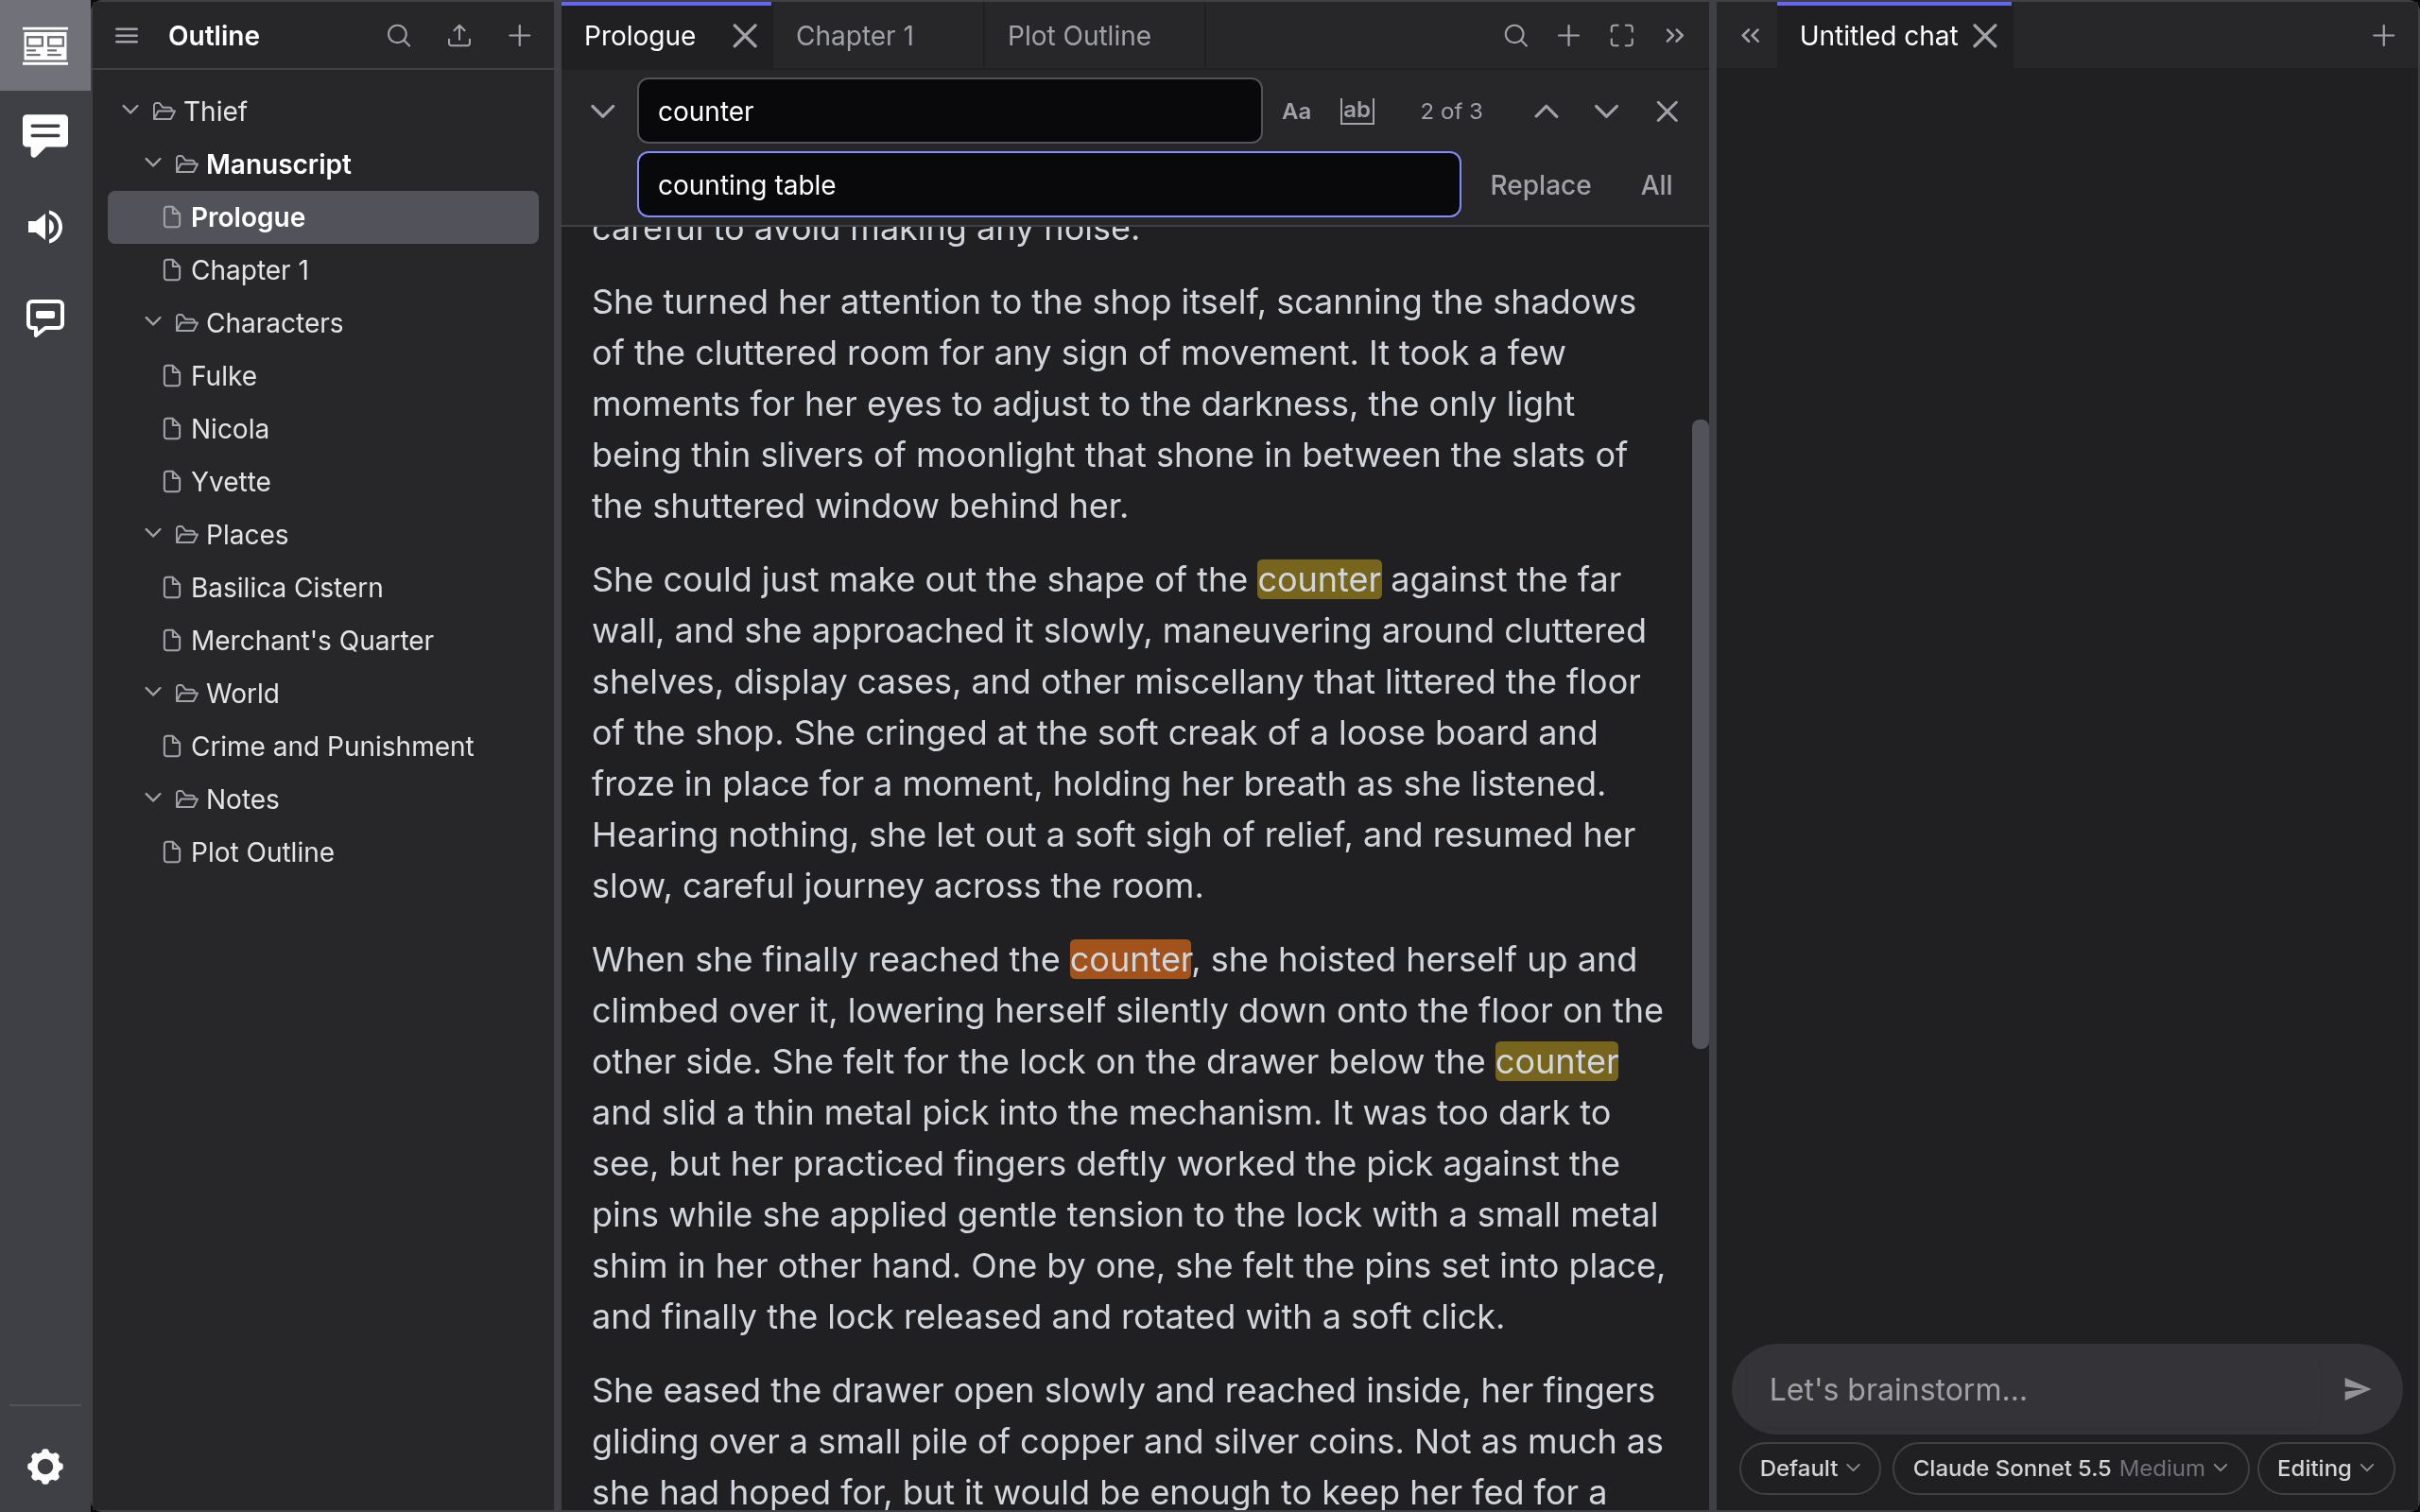 Outline
Thief
Manuscript
Prologue
Chapter 1
Characters
Fulke
Nicola
Yvette
Places
Basilica Cistern
Merchant's Quarter
World
Crime and Punishment
Notes
Plot Outline
Prologue
Chapter 1
Plot Outline
counter
Aa
ab
2 of 3
counting table
Replace
All
careful to avoid making any noise.
She turned her attention to the shop itself, scanning the shadows
of the cluttered room for any sign of movement. It took a few
moments for her eyes to adjust to the darkness, the only light
being thin slivers of moonlight that shone in between the slats of
the shuttered window behind her.
She could just make out the shape of the counter against the far
wall, and she approached it slowly, maneuvering around cluttered
shelves, display cases, and other miscellany that littered the floor
of the shop. She cringed at the soft creak of a loose board and
froze in place for a moment, holding her breath as she listened.
Hearing nothing, she let out a soft sigh of relief, and resumed her
slow, careful journey across the room.
When she finally reached the counter, she hoisted herself up and
climbed over it, lowering herself silently down onto the floor on the
other side. She felt for the lock on the drawer below the counter
and slid a thin metal pick into the mechanism. It was too dark to
see, but her practiced fingers deftly worked the pick against the
pins while she applied gentle tension to the lock with a small metal
shim in her other hand. One by one, she felt the pins set into place,
and finally the lock released and rotated with a soft click.
She eased the drawer open slowly and reached inside, her fingers
gliding over a small pile of copper and silver coins. Not as much as
she had hoped for, but it would be enough to keep her fed for a
Untitled chat
Let's brainstorm...
Default
Claude Sonnet 5.5 Medium
Editing